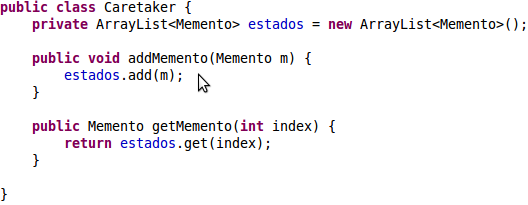 public class Caretaker {
    private ArrayList<Memento> estados = new ArrayList<Memento>();
    public void addMemento(Memento m) {
        estados.add(m);
    }
    public Memento getMemento(int index) {
        return estados.get(index);
    }
}